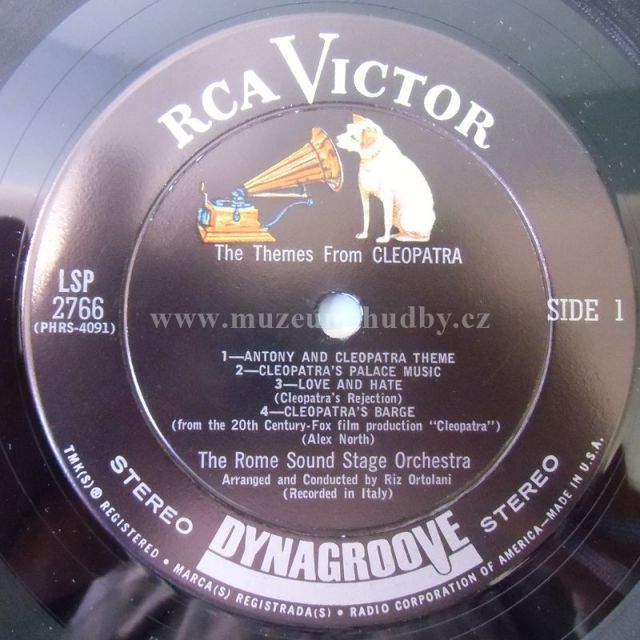 RCA VICTOR
The Themes From CLEOPATRA
LSP
2766
(PHRS-4091)
SIDE 1
www.muzeumhudby.cz
1—ANTONY AND CLEOPATRA THEME
2—CLEOPATRA'S PALACE MUSIC
3—LOVE AND HATE
(Cleopatra's Rejection)
4—CLEOPATRA'S BARGE
(from the 20th Century-Fox film production "Cleopatra")
(Alex North)
The Rome Sound Stage Orchestra
Arranged and Conducted by Riz Ortolani
(Recorded in Italy)
STEREO
DYNAGROOVE
STEREO
TMK(S) ® REGISTERED • MARCA(S) REGISTRADA(S) • RADIO CORPORATION OF AMERICA—MADE IN U.S.A.